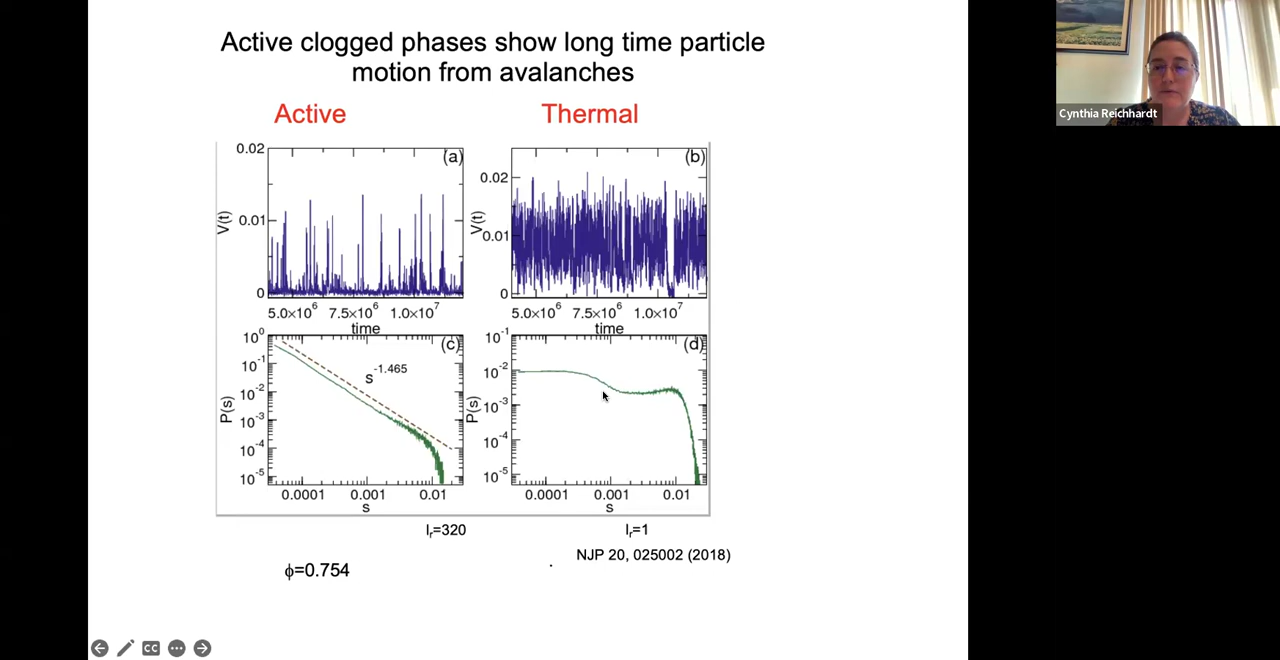 Active clogged phases show long time particle
motion from avalanches
Active
Thermal
Cynthia Reichhardt
0.02
0.01
0
V(t)
(a)
5.0×10⁶ 7.5×10⁶ 1.0×10⁷
time
0.02
0.01
0
V(t)
(b)
5.0×10⁶ 7.5×10⁶ 1.0×10⁷
time
10⁰
10⁻¹
10⁻²
10⁻³
10⁻⁴
10⁻⁵
P(s)
(c)
s⁻¹·⁴⁶⁵
0.0001 0.001 0.01
s
10⁻¹
10⁻²
10⁻³
10⁻⁴
10⁻⁵
P(s)
(d)
0.0001 0.001 0.01
s
lᵣ=320
lᵣ=1
NJP 20, 025002 (2018)
ϕ=0.754
CC